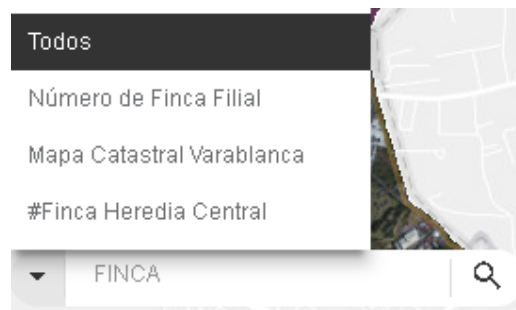 Todos
Número de Finca Filial
Mapa Catastral Varablanca
#Finca Heredia Central
FINCA